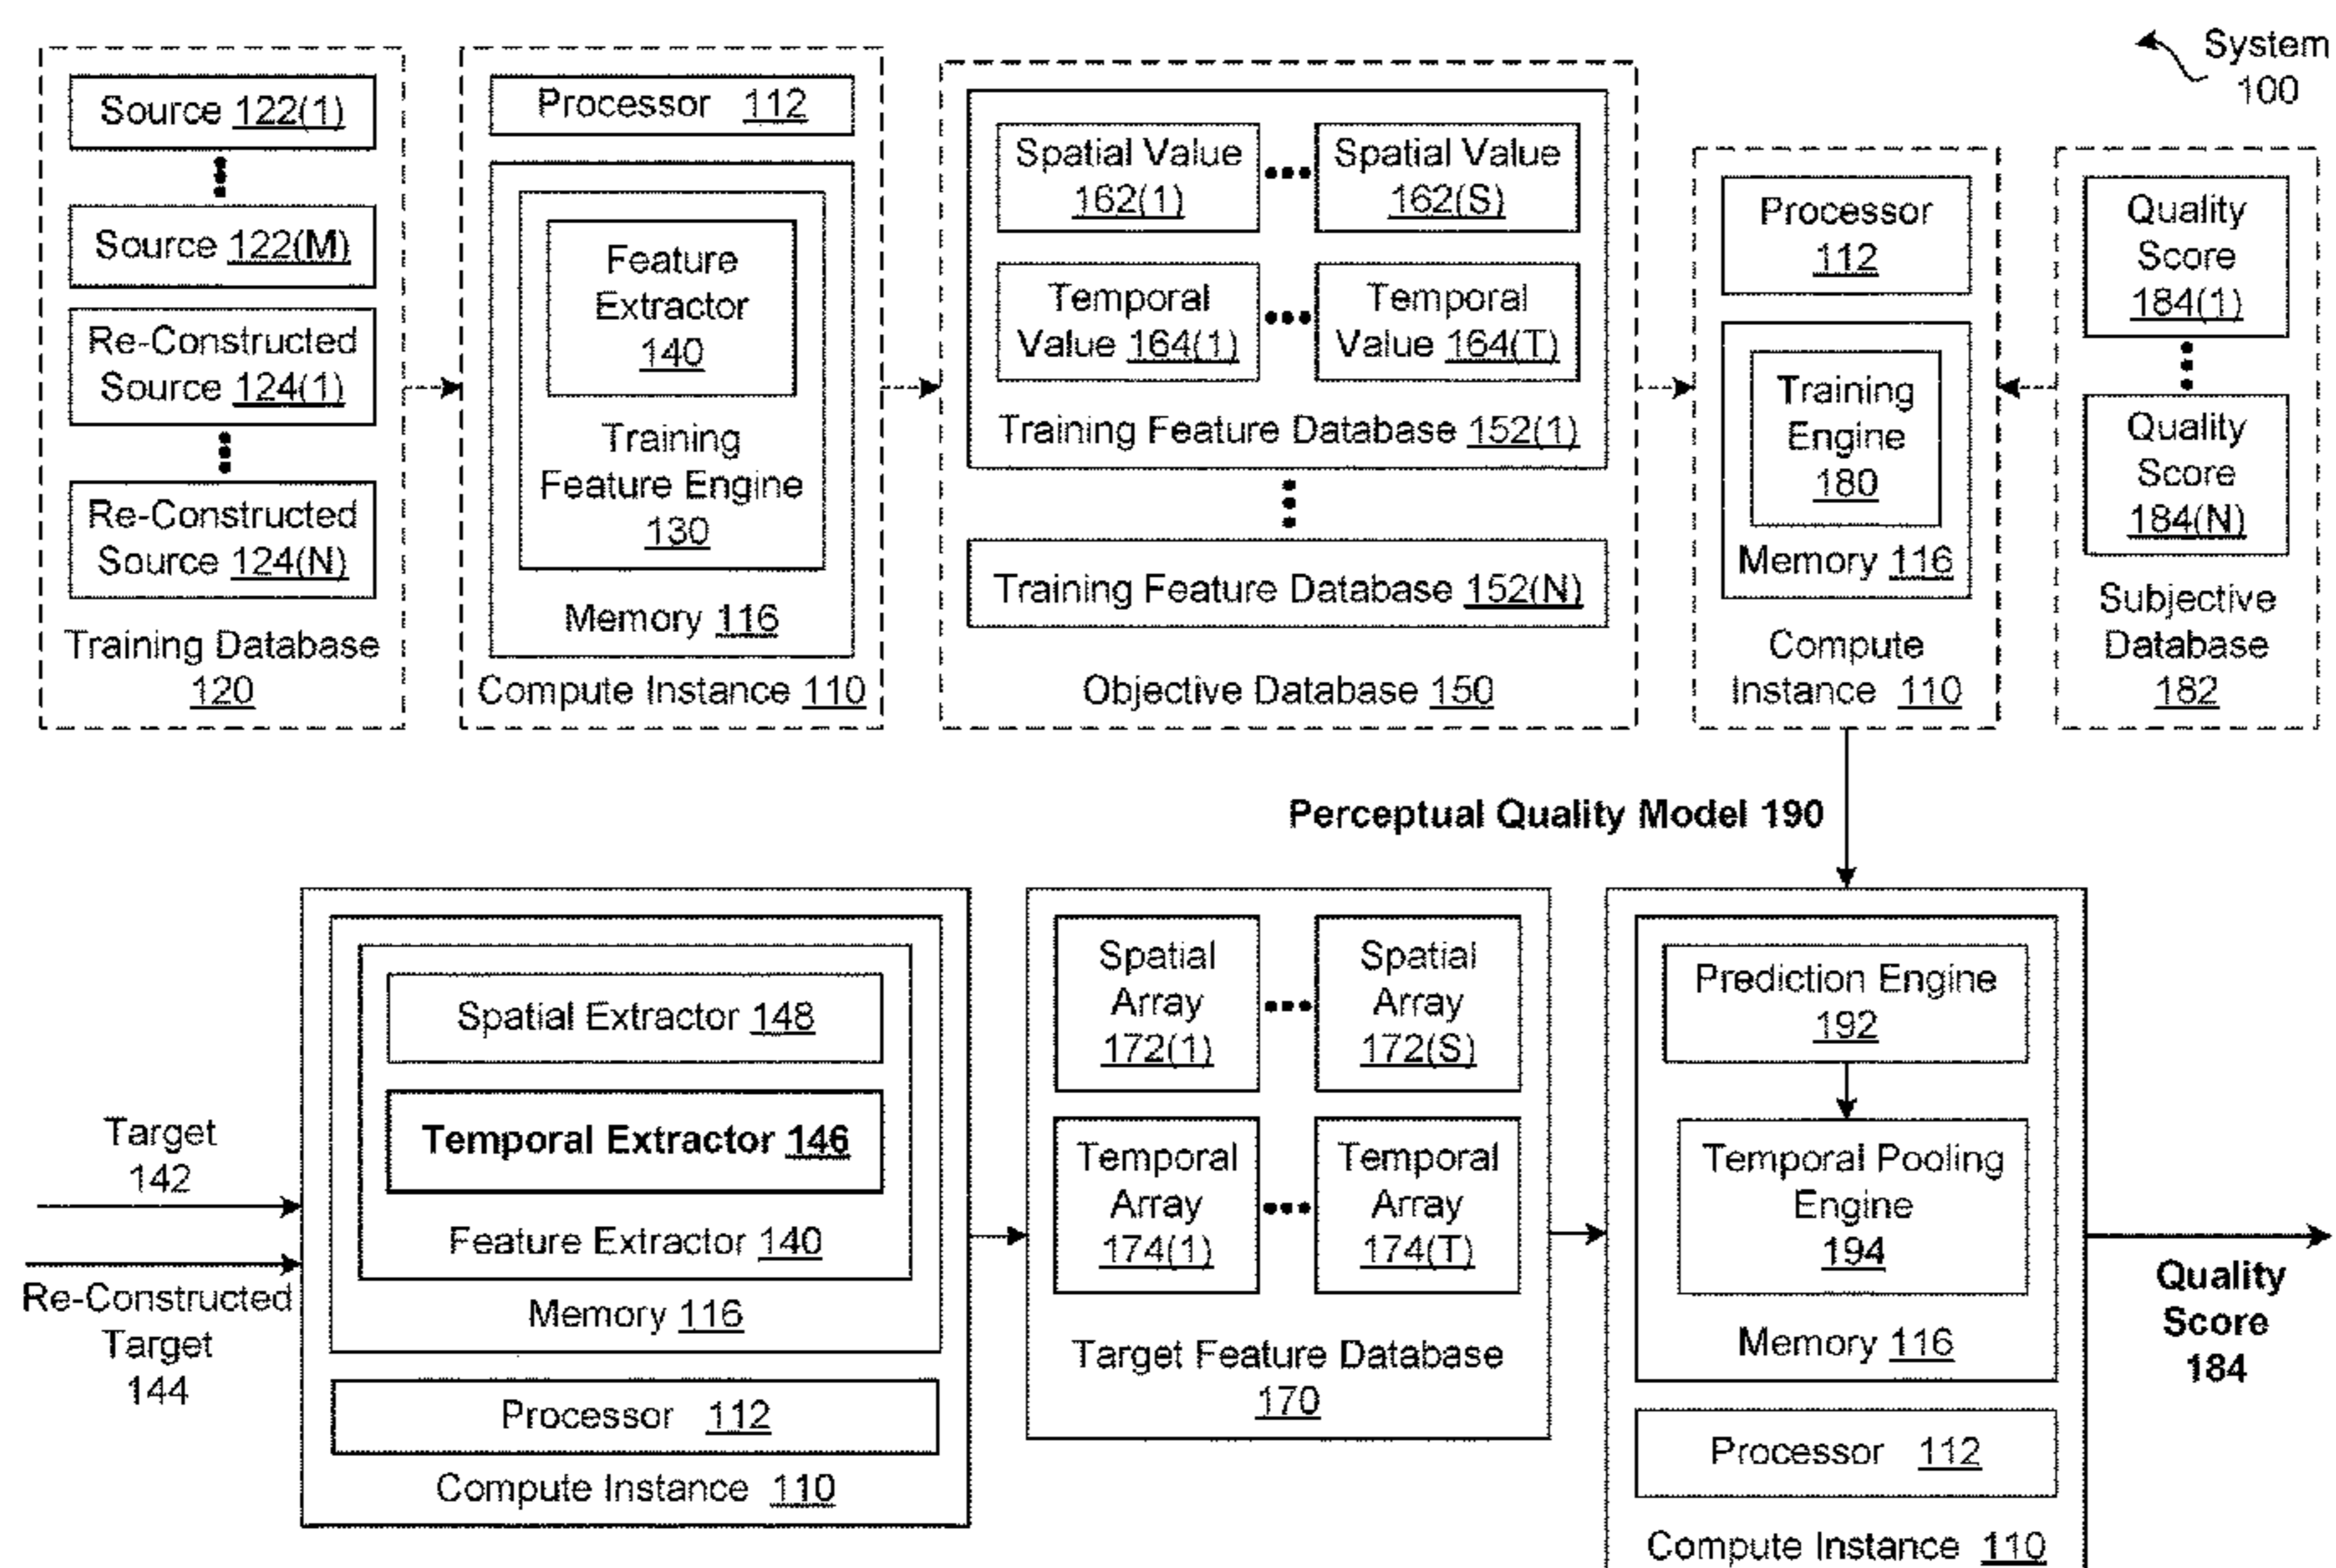 System
100
Source 122(1)
Source 122(M)
Re-Constructed
Source 124(1)
Re-Constructed
Source 124(N)
Training Database
120
Processor 112
Feature
Extractor
140
Training
Feature Engine
130
Memory 116
Compute Instance 110
Spatial Value
162(1)
Spatial Value
162(S)
Temporal
Value 164(1)
Temporal
Value 164(T)
Training Feature Database 152(1)
Training Feature Database 152(N)
Objective Database 150
Processor
112
Training
Engine
180
Memory 116
Compute
Instance 110
Quality
Score
184(1)
Quality
Score
184(N)
Subjective
Database
182
Perceptual Quality Model 190
Target
142
Re-Constructed
Target
144
Spatial Extractor 148
Temporal Extractor 146
Feature Extractor 140
Memory 116
Processor 112
Compute Instance 110
Spatial
Array
172(1)
Spatial
Array
172(S)
Temporal
Array
174(1)
Temporal
Array
174(T)
Target Feature Database
170
Prediction Engine
192
Temporal Pooling
Engine
194
Memory 116
Processor 112
Compute Instance 110
Quality
Score
184